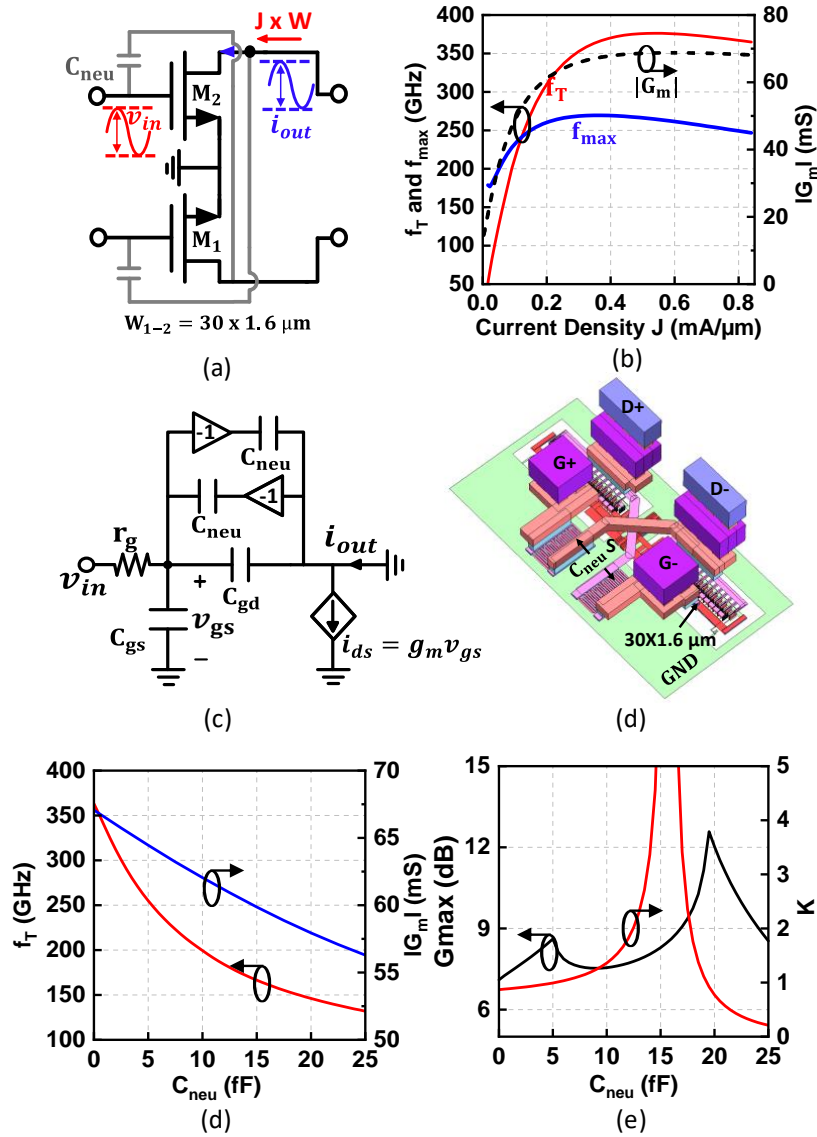 J x W
C_neu
M_2
v_in
i_out
M_1
W_1−2 = 30 x 1.6 μm
(a)
400
350
300
250
200
150
100
50
f_T and f_max (GHz)
f_T
|G_m|
f_max
80
60
40
20
0
|G_m| (mS)
0.0 0.2 0.4 0.6 0.8
Current Density J (mA/μm)
(b)
-1
C_neu
C_neu
-1
r_g
i_out
v_in
+
C_gd
C_gs
v_gs
−
i_ds = g_m v_gs
(c)
D+
G+
D-
C_neu S
G-
30X1.6 μm
GND
(d)
400
350
300
250
200
150
100
f_T (GHz)
70
65
60
55
50
|G_m| (mS)
0 5 10 15 20 25
C_neu (fF)
(d)
15
12
9
6
Gmax (dB)
5
4
3
2
1
0
K
0 5 10 15 20 25
C_neu (fF)
(e)